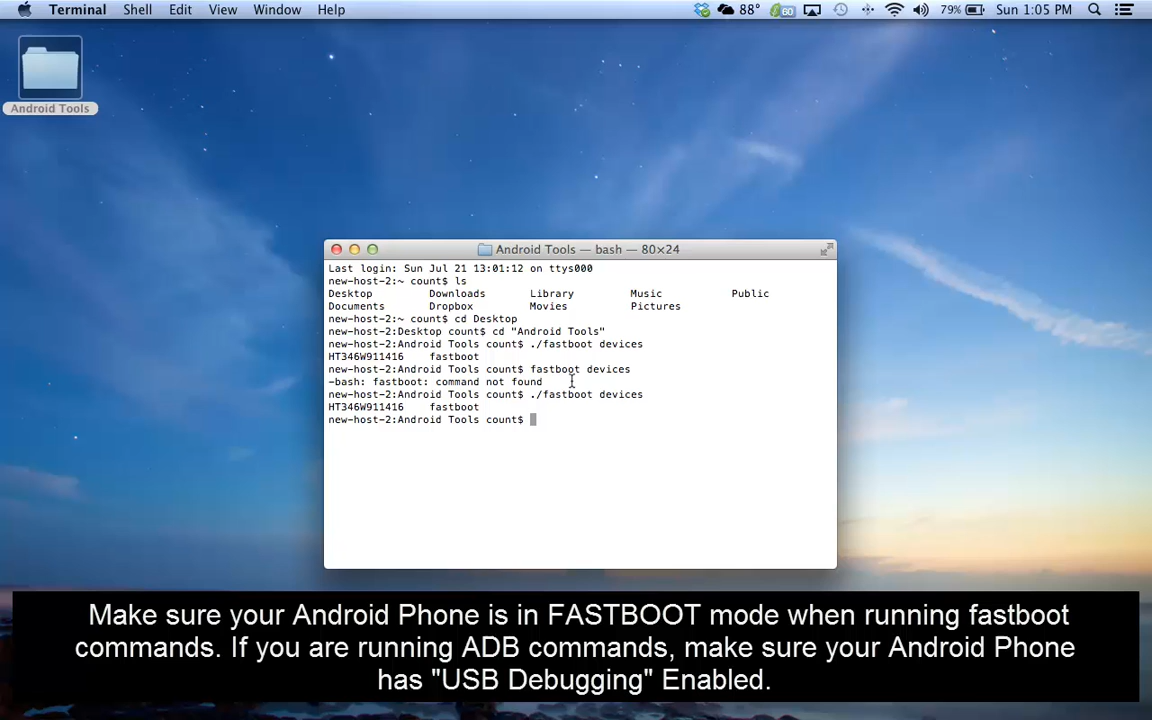 Terminal Shell Edit View Window Help 88° 60 79% Sun 1:05 PM
Android Tools
Android Tools — bash — 80×24
Last login: Sun Jul 21 13:01:12 on ttys000
new-host-2:~ count$ ls
Desktop Downloads Library Music Public
Documents Dropbox Movies Pictures
new-host-2:~ count$ cd Desktop
new-host-2:Desktop count$ cd "Android Tools"
new-host-2:Android Tools count$ ./fastboot devices
HT346W911416 fastboot
new-host-2:Android Tools count$ fastboot devices
-bash: fastboot: command not found
new-host-2:Android Tools count$ ./fastboot devices
HT346W911416 fastboot
new-host-2:Android Tools count$
Make sure your Android Phone is in FASTBOOT mode when running fastboot
commands. If you are running ADB commands, make sure your Android Phone
has "USB Debugging" Enabled.